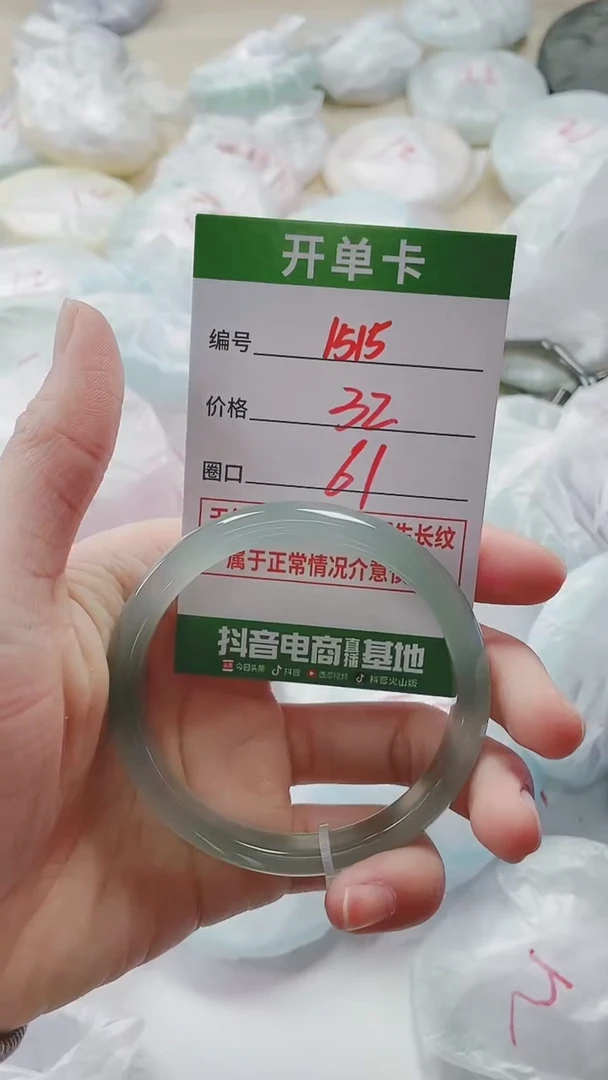 开单卡
编号 1515
价格 32
圈口 61
天 生长纹
属于正常情况介意
抖音电商直播基地
今日头条 抖音 西瓜视频 抖音火山版